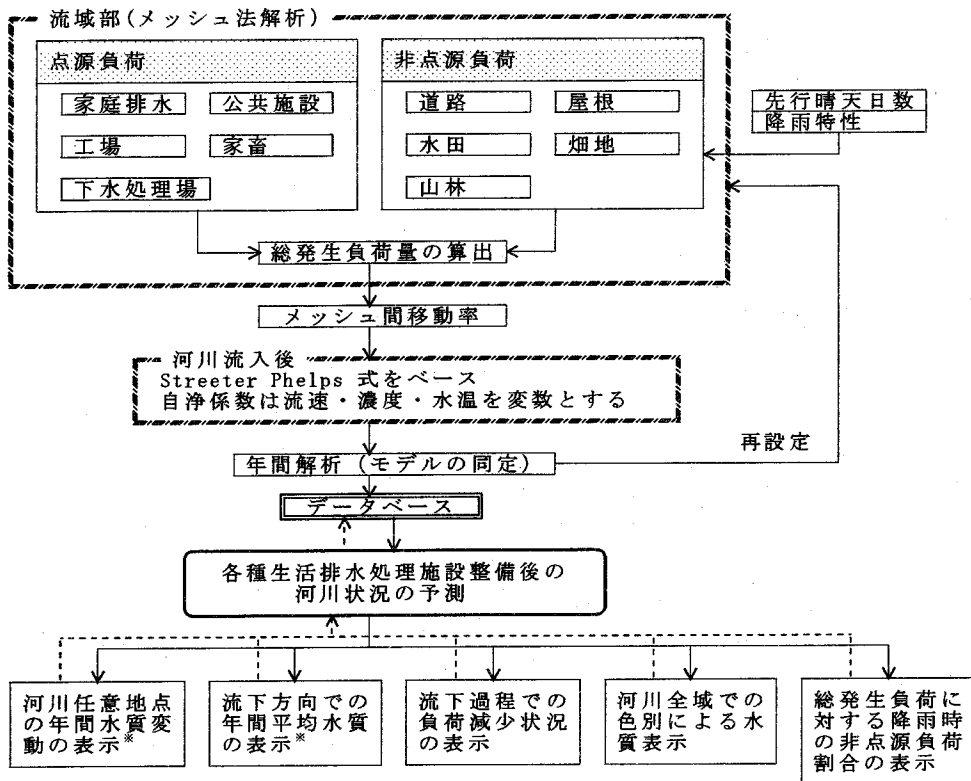 流域部(メッシュ法解析)
点源負荷
家庭排水
公共施設
工場
家畜
下水処理場
非点源負荷
道路
屋根
水田
畑地
山林
先行晴天日数
降雨特性
総発生負荷量の算出
メッシュ間移動率
河川流入後
Streeter Phelps 式をベース
自浄係数は流速・濃度・水温を変数とする
再設定
年間解析(モデルの同定)
データベース
各種生活排水処理施設整備後の
河川状況の予測
河川任意地点
の年間水質変
動の表示※
流下方向での
年間平均水質
の表示※
流下過程での
負荷減少状況
の表示
河川全域での
色別による水
質表示
総発生負荷に
対する降雨時
の非点源負荷
割合の表示